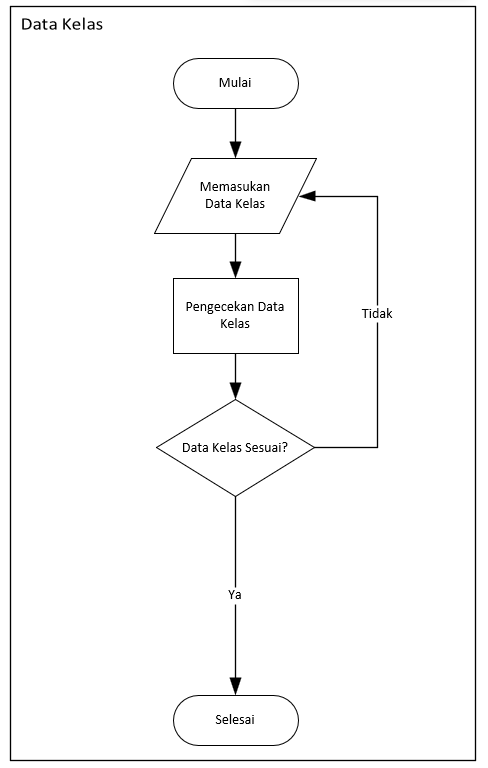 Data Kelas
Mulai
Memasukan
Data Kelas
Pengecekan Data
Kelas
Tidak
Data Kelas Sesuai?
Ya
Selesai